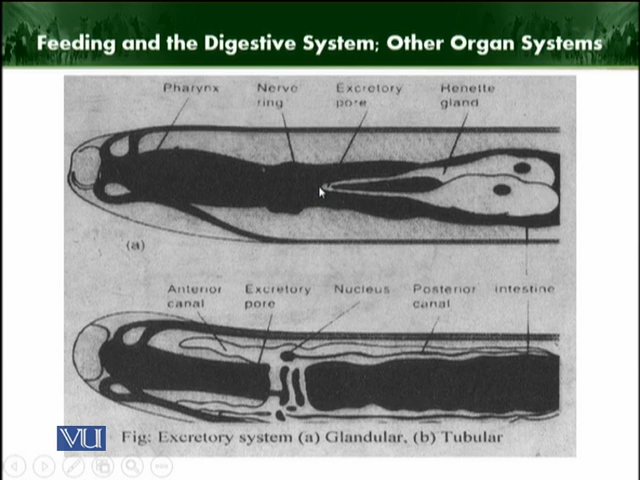 Feeding and the Digestive System; Other Organ Systems
Pharynx
Nerve
ring
Excretory
pore
Renette
gland
(a)
Anterior
canal
Excretory
pore
Nucleus
Posterior
canal
intestine
VU
Fig: Excretory system (a) Glandular, (b) Tubular